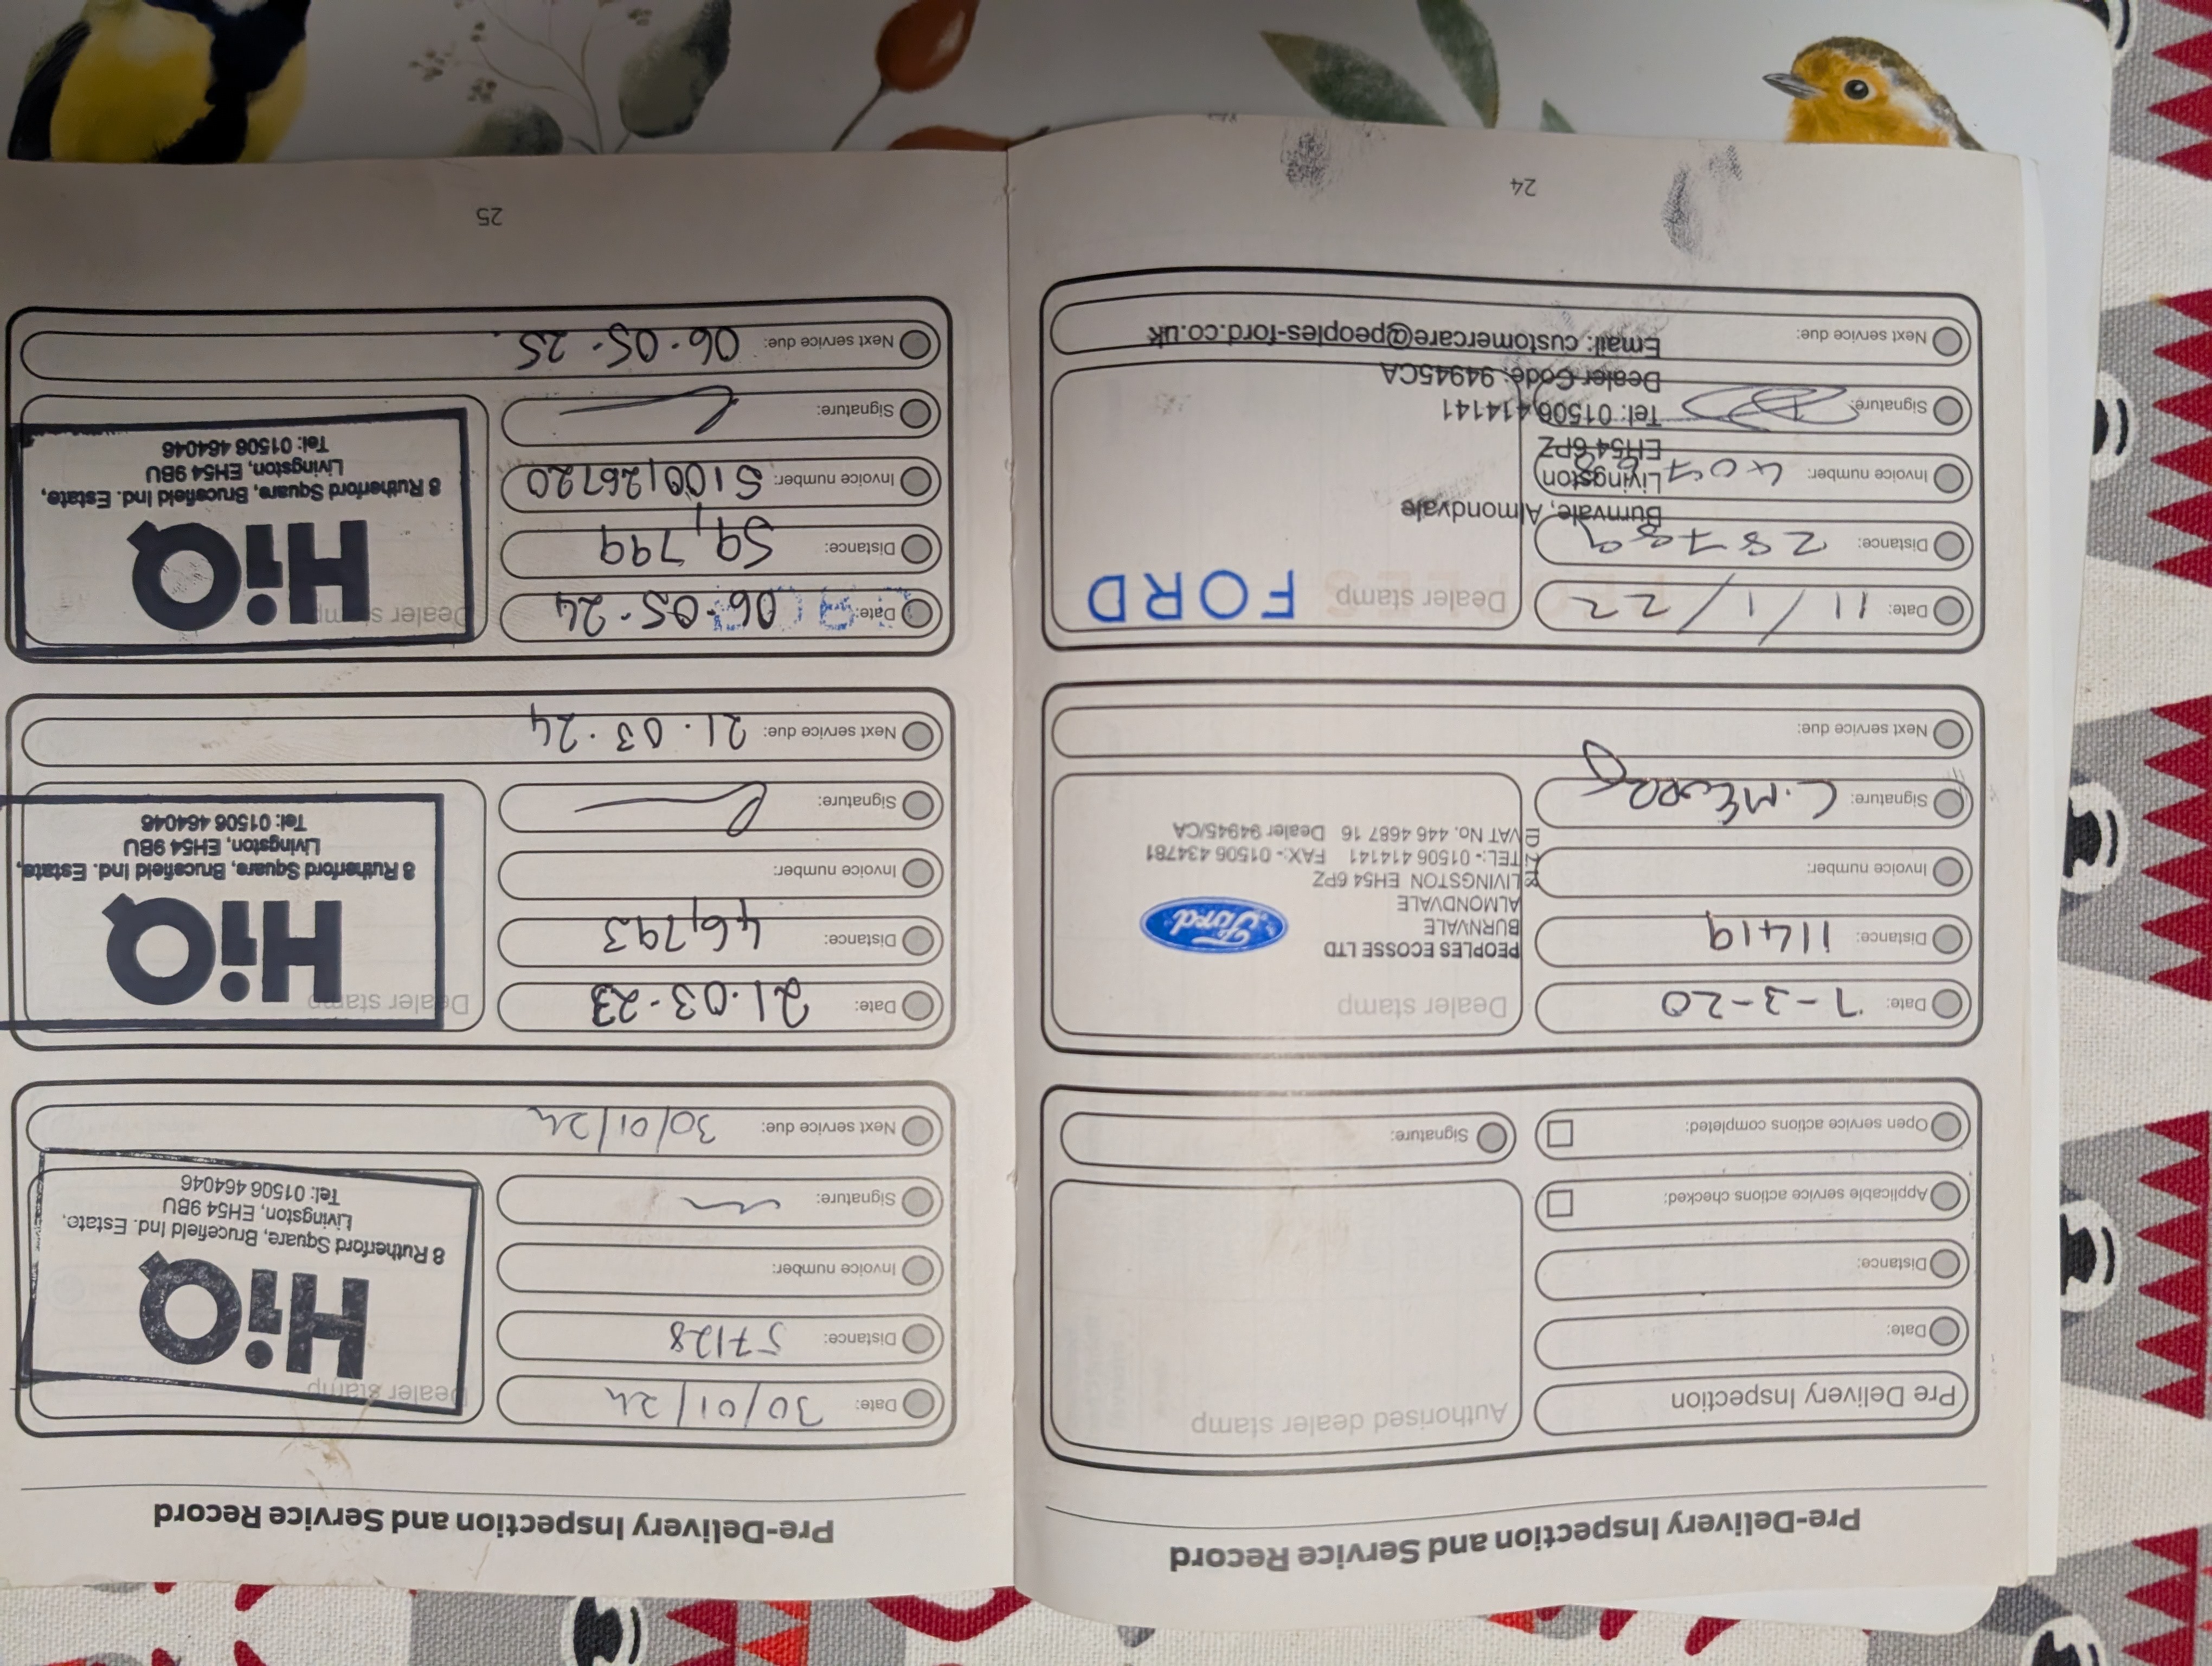 Pre-Delivery Inspection and Service Record
Pre Delivery Inspection
Date:
Distance:
Applicable service actions checked:
Open service actions completed:
Authorised dealer stamp
Signature:
Date: 7-3-20
Distance: 11419
Invoice number:
Signature:
Next service due:
Dealer stamp
PEOPLES ECOSSE LTD
BURNVALE
ALMONDVALE
LIVINGSTON EH54 6PZ
TEL:- 01506 414141 FAX:- 01506 434781
VAT No. 446 4687 16 Dealer 94945/CA
Ford
Date: 11/1/22
Distance: 28789
Invoice number:
Signature:
Next service due:
Dealer stamp
FORD
Burnvale, Almondvale
Livingston
EH54 6PZ
Tel: 01506 414141
Dealer Code: 94945CA
Email: customercare@peoples-ford.co.uk
24
Pre-Delivery Inspection and Service Record
Date: 30/01/24
Distance: 57128
Invoice number:
Signature:
Next service due: 30/01/24
Dealer stamp
HiQ
8 Rutherford Square, Brucefield Ind. Estate,
Livingston, EH54 9BU
Tel: 01506 464046
Date: 21.03.23
Distance: 46,793
Invoice number:
Signature:
Next service due: 21.03.24
Dealer stamp
HiQ
8 Rutherford Square, Brucefield Ind. Estate,
Livingston, EH54 9BU
Tel: 01506 464046
Date: 06.05.24
Distance: 59,799
Invoice number: S100126720
Signature:
Next service due: 06.05.25.
Dealer stamp
HiQ
8 Rutherford Square, Brucefield Ind. Estate,
Livingston, EH54 9BU
Tel: 01506 464046
25